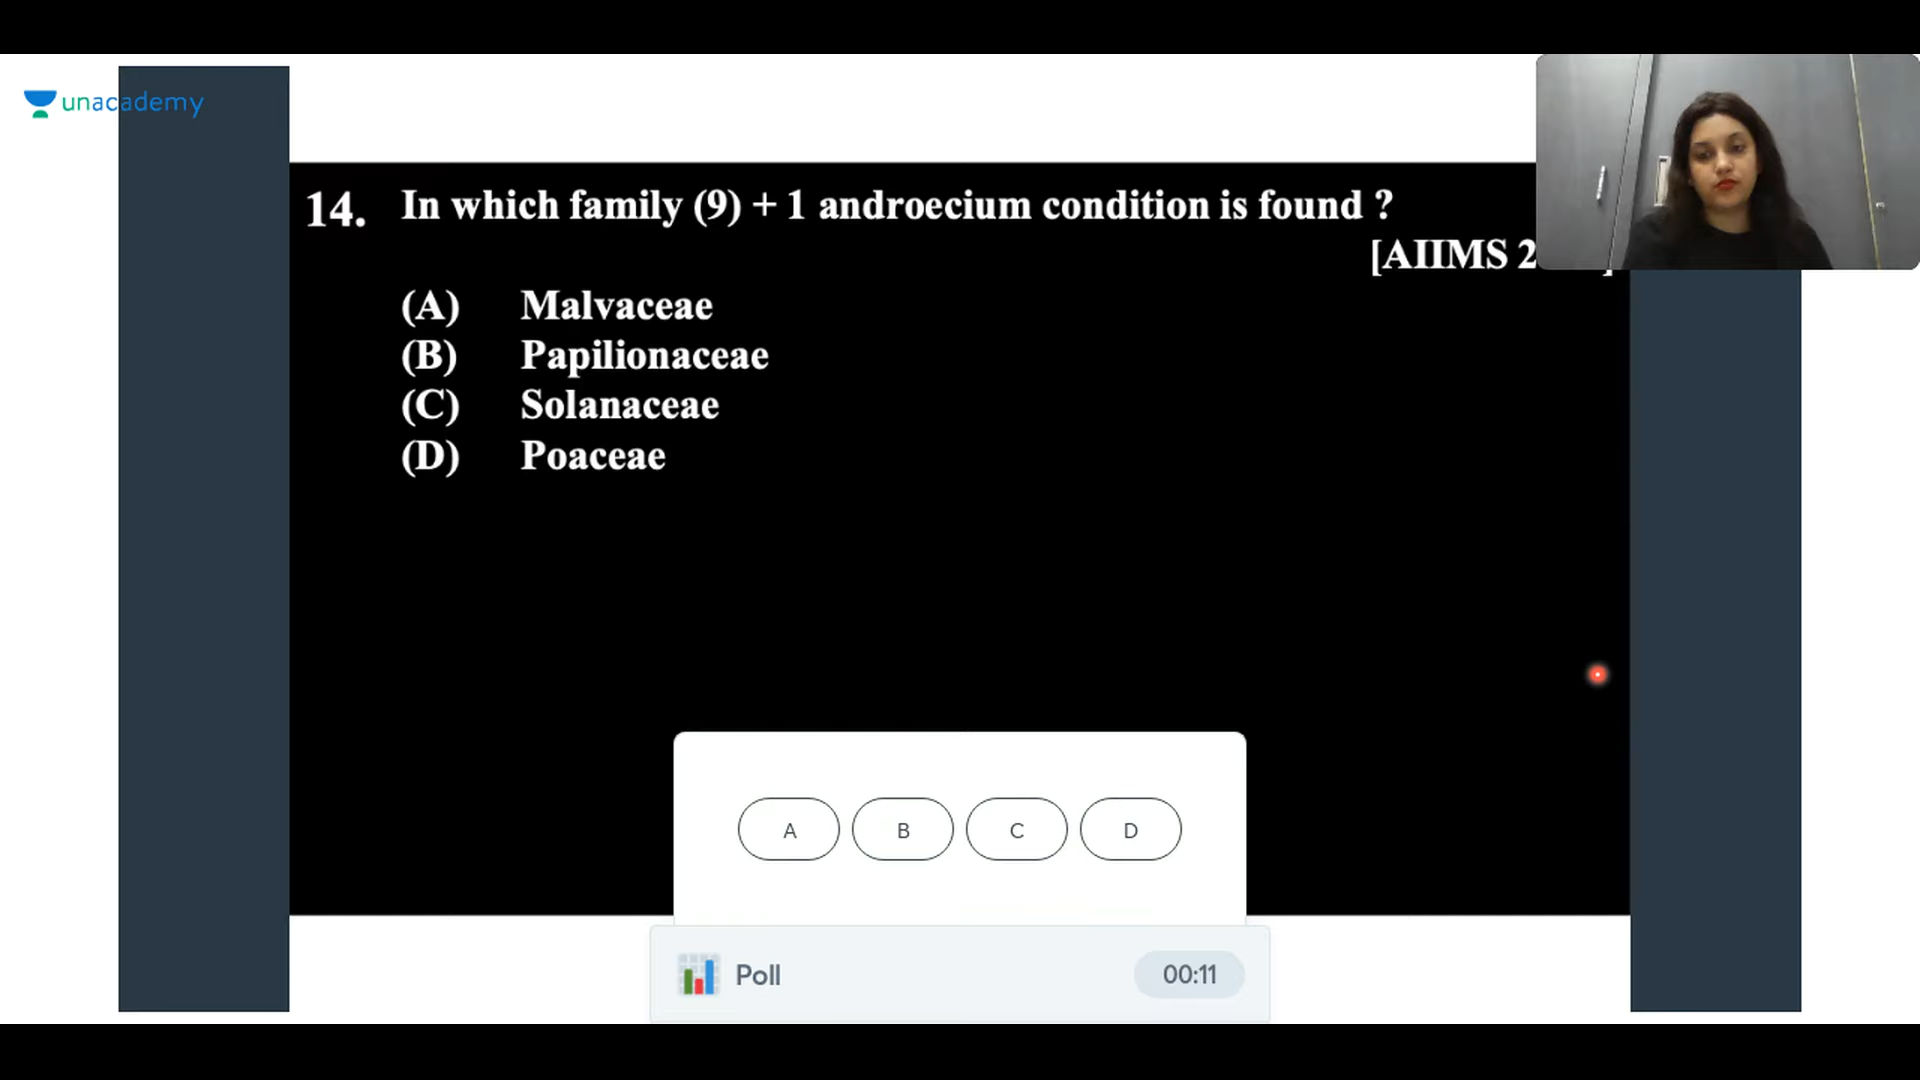 unacademy
14. In which family (9) + 1 androecium condition is found ?
[AIIMS 2
(A) Malvaceae
(B) Papilionaceae
(C) Solanaceae
(D) Poaceae
A B C D
Poll 00:11